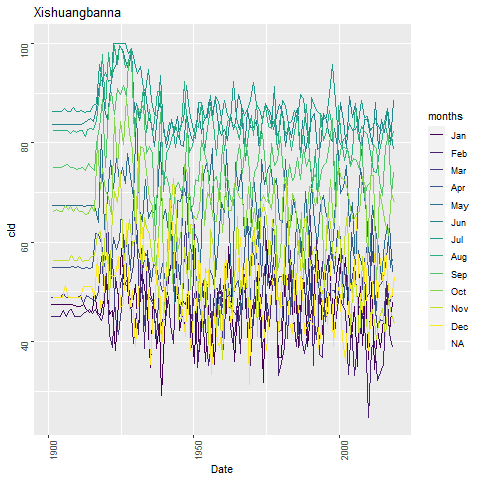 Xishuangbanna
100
80
60
40
cld
1900
1950
2000
Date
months
Jan
Feb
Mar
Apr
May
Jun
Jul
Aug
Sep
Oct
Nov
Dec
NA